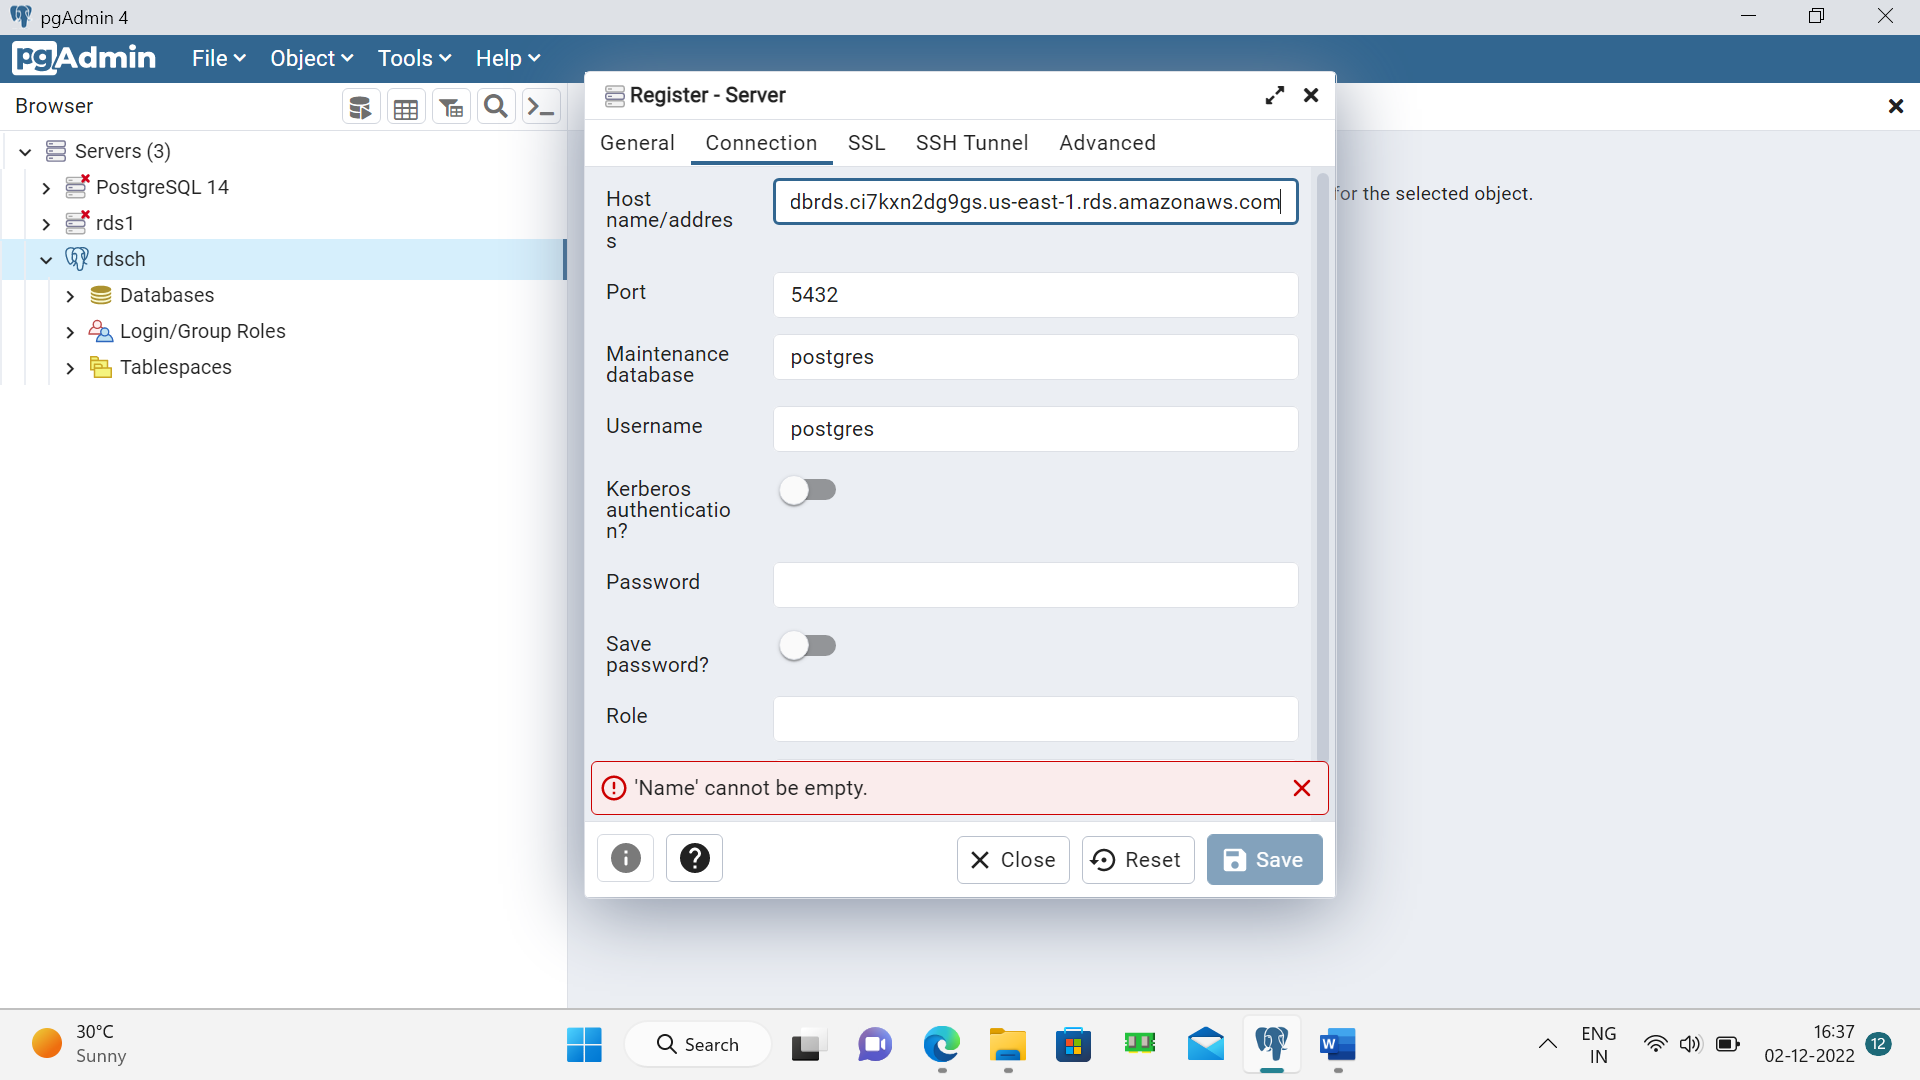 pgAdmin 4
pgAdmin File Object Tools Help
Browser
Servers (3)
PostgreSQL 14
rds1
rdsch
Databases
Login/Group Roles
Tablespaces
Register - Server
General Connection SSL SSH Tunnel Advanced
Host
name/addres
s
dbrds.ci7kxn2dg9gs.us-east-1.rds.amazonaws.com
for the selected object.
Port
5432
Maintenance
database
postgres
Username
postgres
Kerberos
authenticatio
n?
Password
Save
password?
Role
'Name' cannot be empty.
Close Reset Save
30°C
Sunny
Search
ENG
IN
16:37
02-12-2022
12